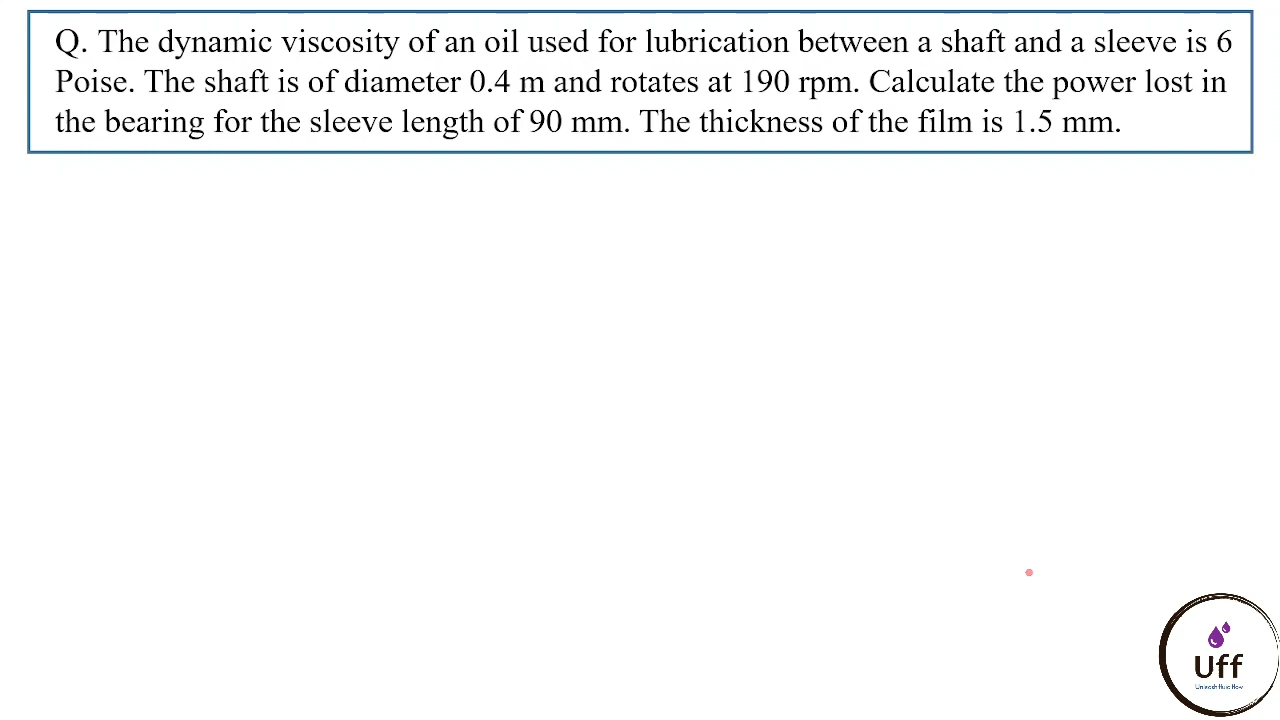 Q. The dynamic viscosity of an oil used for lubrication between a shaft and a sleeve is 6
Poise. The shaft is of diameter 0.4 m and rotates at 190 rpm. Calculate the power lost in
the bearing for the sleeve length of 90 mm. The thickness of the film is 1.5 mm.
Uff